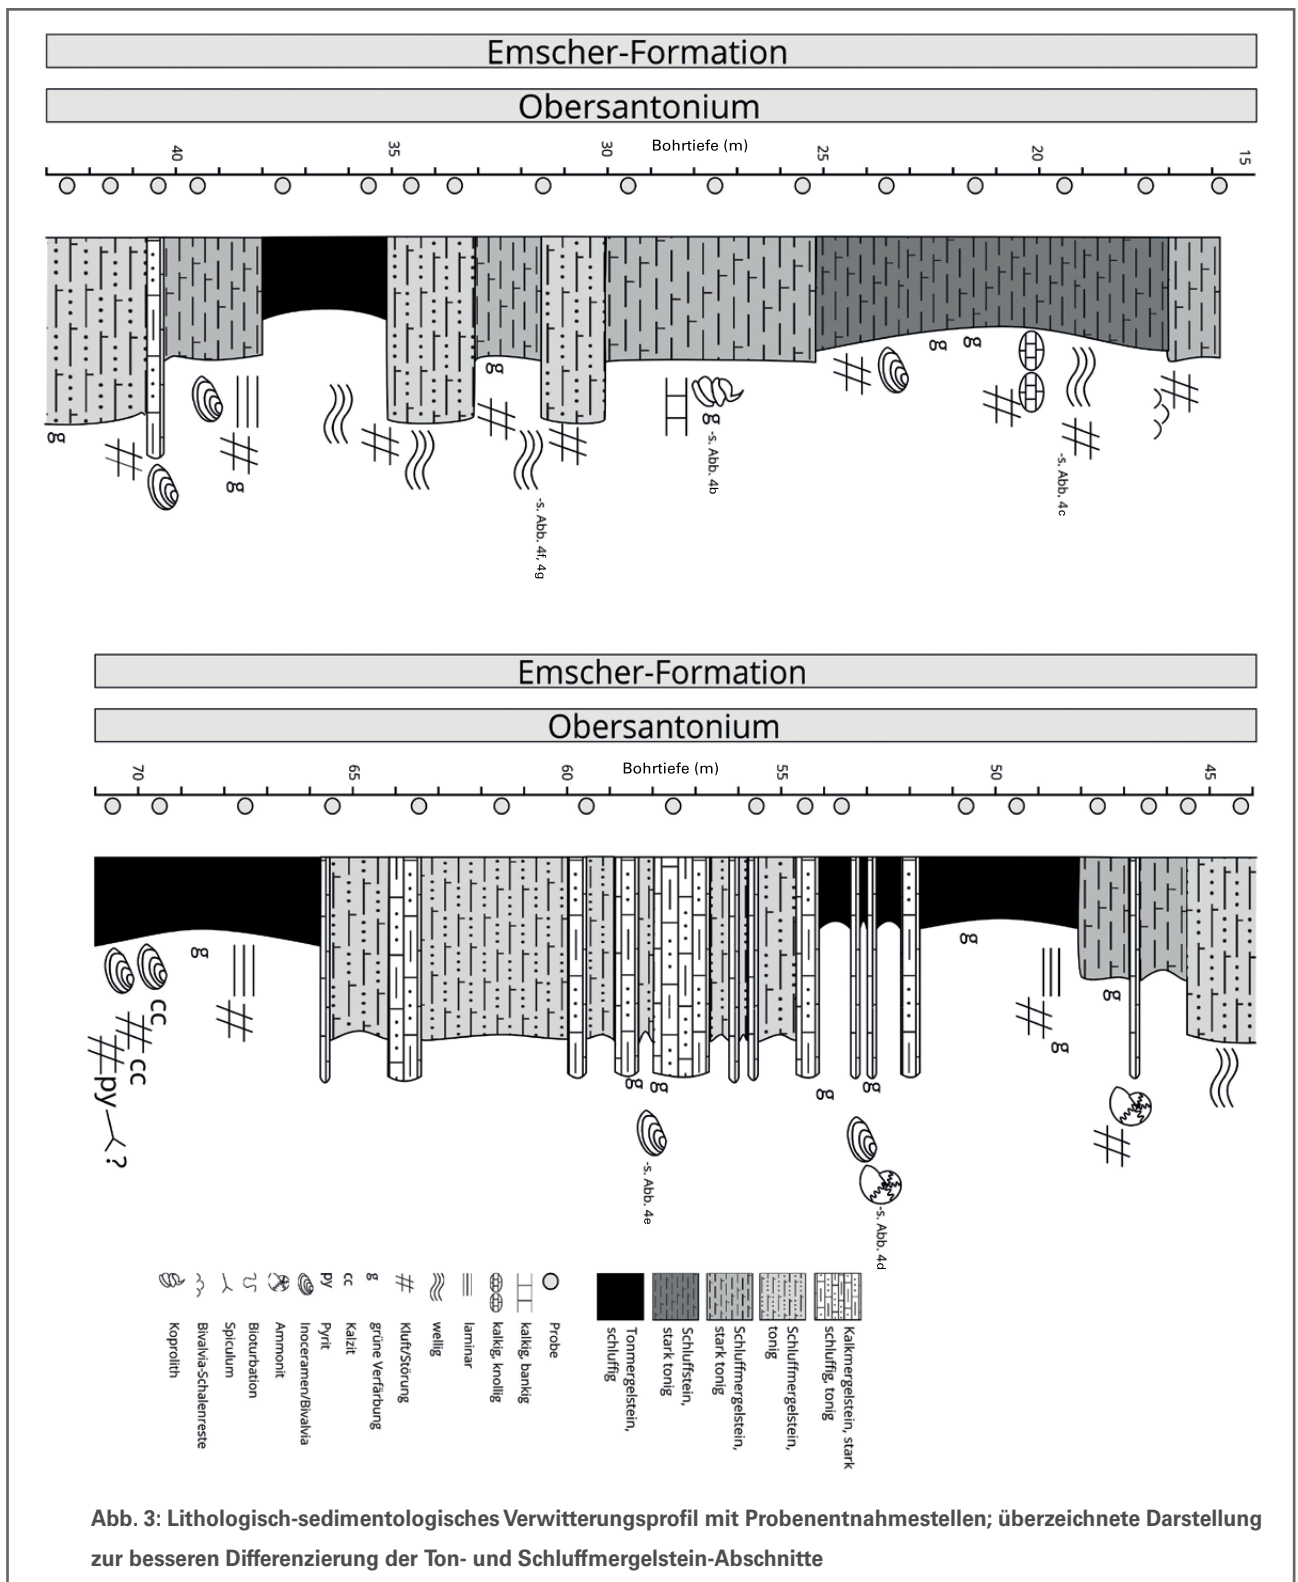 Emscher-Formation
Obersantonium
Bohrtiefe (m)
40
35
30
25
20
15
g
g
g
g
g
g
-s. Abb. 4f, 4g
-s. Abb. 4b
-s. Abb. 4c
Emscher-Formation
Obersantonium
Bohrtiefe (m)
70
65
60
55
50
45
g
cc
cc
py
?
g
g
g
g
g
g
g
-s. Abb. 4e
-s. Abb. 4d
Kalkmergelstein, stark
schluffig, tonig
Schluffmergelstein,
tonig
Schluffmergelstein,
stark tonig
Schluffstein,
stark tonig
Tonmergelstein,
schluffig
Probe
kalkig, bankig
kalkig, knollig
laminar
wellig
Kluft/Störung
g
grüne Verfärbung
cc
Kalzit
py
Pyrit
Inoceramen/Bivalvia
Ammonit
Bioturbation
Spiculum
Bivalvia-Schalenreste
Koprolith
Abb. 3: Lithologisch-sedimentologisches Verwitterungsprofil mit Probenentnahmestellen; überzeichnete Darstellung
zur besseren Differenzierung der Ton- und Schluffmergelstein-Abschnitte